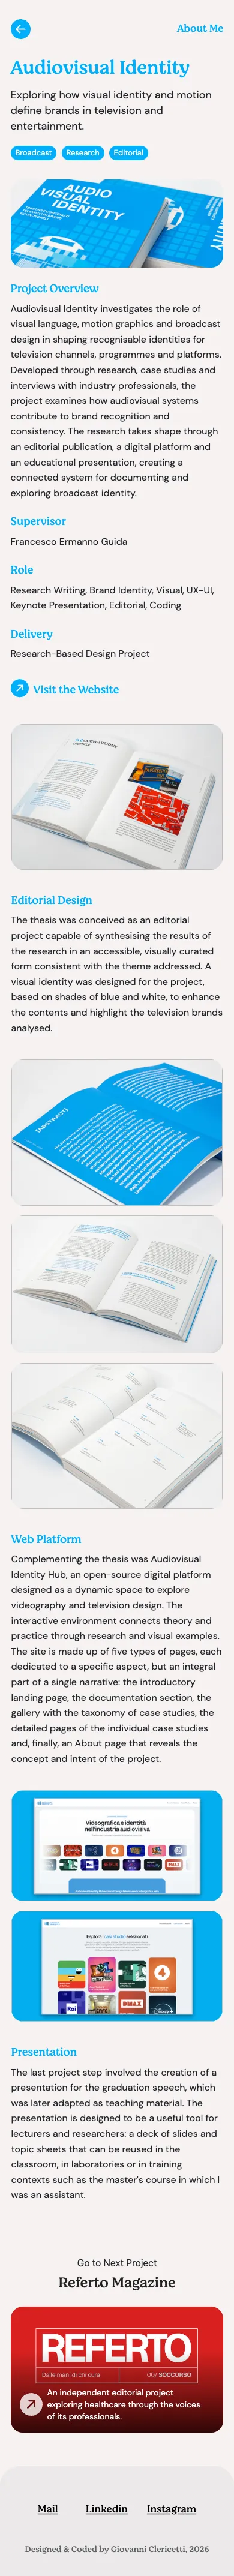 About Me
Audiovisual Identity
Exploring how visual identity and motion
define brands in television and
entertainment.
Broadcast Research Editorial
AUDIO
VISUAL
IDENTITY
Project Overview
Audiovisual Identity investigates the role of
visual language, motion graphics and broadcast
design in shaping recognisable identities for
television channels, programmes and platforms.
Developed through research, case studies and
interviews with industry professionals, the
project examines how audiovisual systems
contribute to brand recognition and
consistency. The research takes shape through
an editorial publication, a digital platform and
an educational presentation, creating a
connected system for documenting and
exploring broadcast identity.
Supervisor
Francesco Ermanno Guida
Role
Research Writing, Brand Identity, Visual, UX-UI,
Keynote Presentation, Editorial, Coding
Delivery
Research-Based Design Project
Visit the Website
Editorial Design
The thesis was conceived as an editorial
project capable of synthesising the results of
the research in an accessible, visually curated
form consistent with the theme addressed. A
visual identity was designed for the project,
based on shades of blue and white, to enhance
the contents and highlight the television brands
analysed.
(ABSTRACT)
Web Platform
Complementing the thesis was Audiovisual
Identity Hub, an open-source digital platform
designed as a dynamic space to explore
videography and television design. The
interactive environment connects theory and
practice through research and visual examples.
The site is made up of five types of pages, each
dedicated to a specific aspect, but an integral
part of a single narrative: the introductory
landing page, the documentation section, the
gallery with the taxonomy of case studies, the
detailed pages of the individual case studies
and, finally, an About page that reveals the
concept and intent of the project.
Videografica e identità
nell'industria audiovisiva
Esplora i casi studio selezionati
Rai
DMAX
Presentation
The last project step involved the creation of a
presentation for the graduation speech, which
was later adapted as teaching material. The
presentation is designed to be a useful tool for
lecturers and researchers: a deck of slides and
topic sheets that can be reused in the
classroom, in laboratories or in training
contexts such as the master's course in which I
was an assistant.
Go to Next Project
Referto Magazine
REFERTO
Dalle mani di chi cura 00/ SOCCORSO
An independent editorial project
exploring healthcare through the voices
of its professionals.
Mail Linkedin Instagram
Designed & Coded by Giovanni Clericetti, 2026